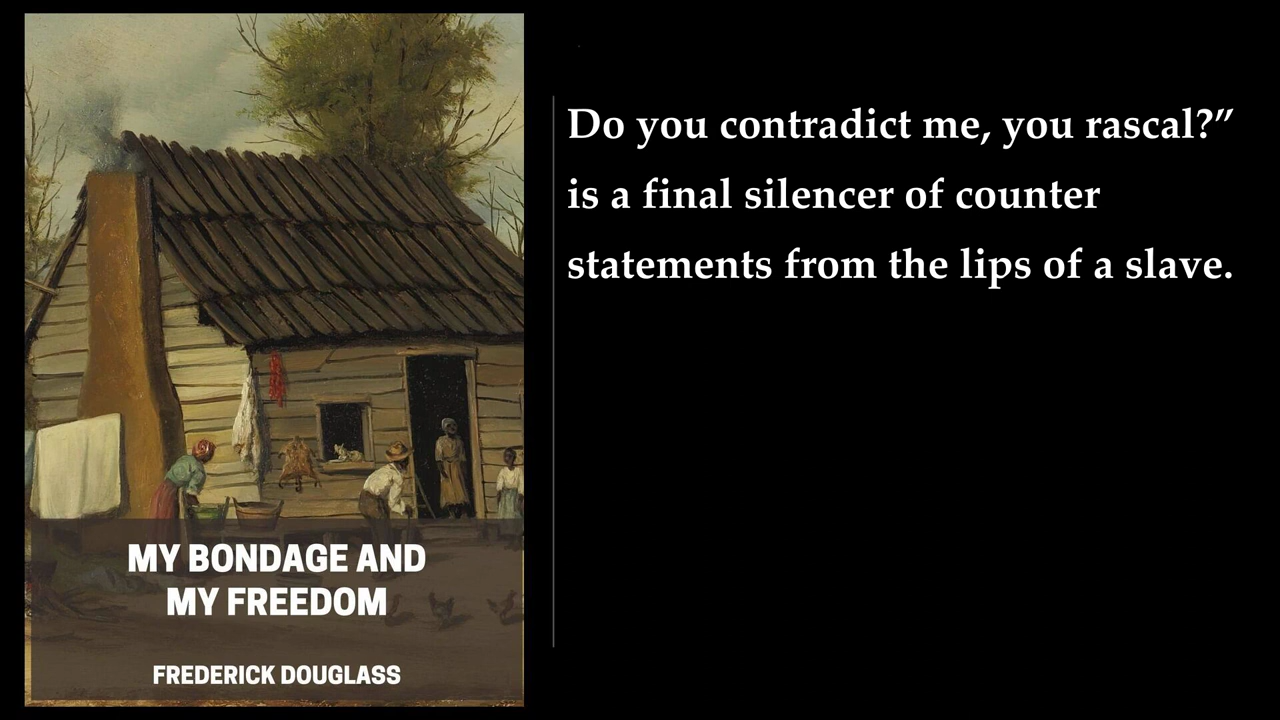 Do you contradict me, you rascal?”
is a final silencer of counter
statements from the lips of a slave.
MY BONDAGE AND
MY FREEDOM
FREDERICK DOUGLASS